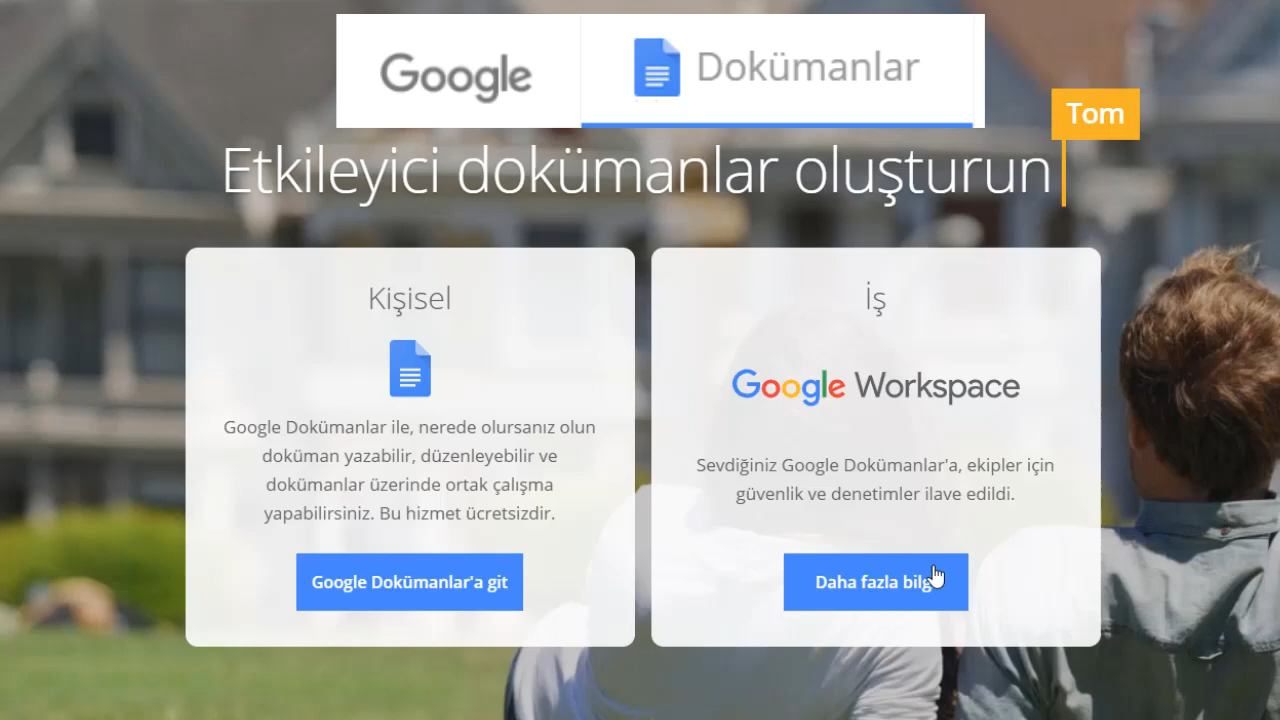 Google
Dokümanlar
Tom
Etkileyici dokümanlar oluşturun
Kişisel
Google Dokümanlar ile, nerede olursanız olun
doküman yazabilir, düzenleyebilir ve
dokümanlar üzerinde ortak çalışma
yapabilirsiniz. Bu hizmet ücretsizdir.
Google Dokümanlar'a git
İş
Google Workspace
Sevdiğiniz Google Dokümanlar'a, ekipler için
güvenlik ve denetimler ilave edildi.
Daha fazla bilgi